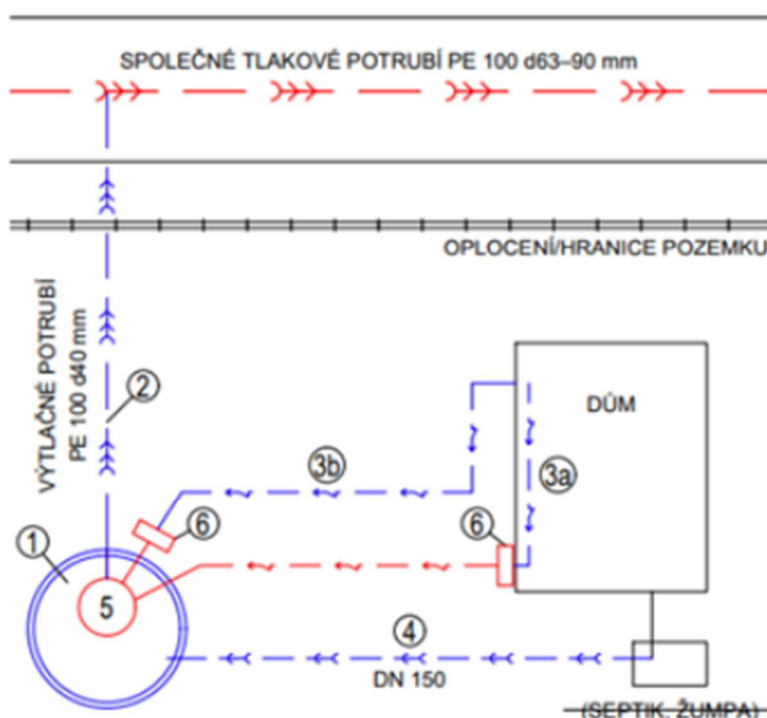 SPOLEČNÉ TLAKOVÉ POTRUBÍ PE 100 d63–90 mm
OPLOCENÍ/HRANICE POZEMKU
VÝTLAČNÉ POTRUBÍ
PE 100 d40 mm
2
DŮM
3b
3a
6
6
1
5
4
DN 150
(SEPTIK, ŽUMPA)